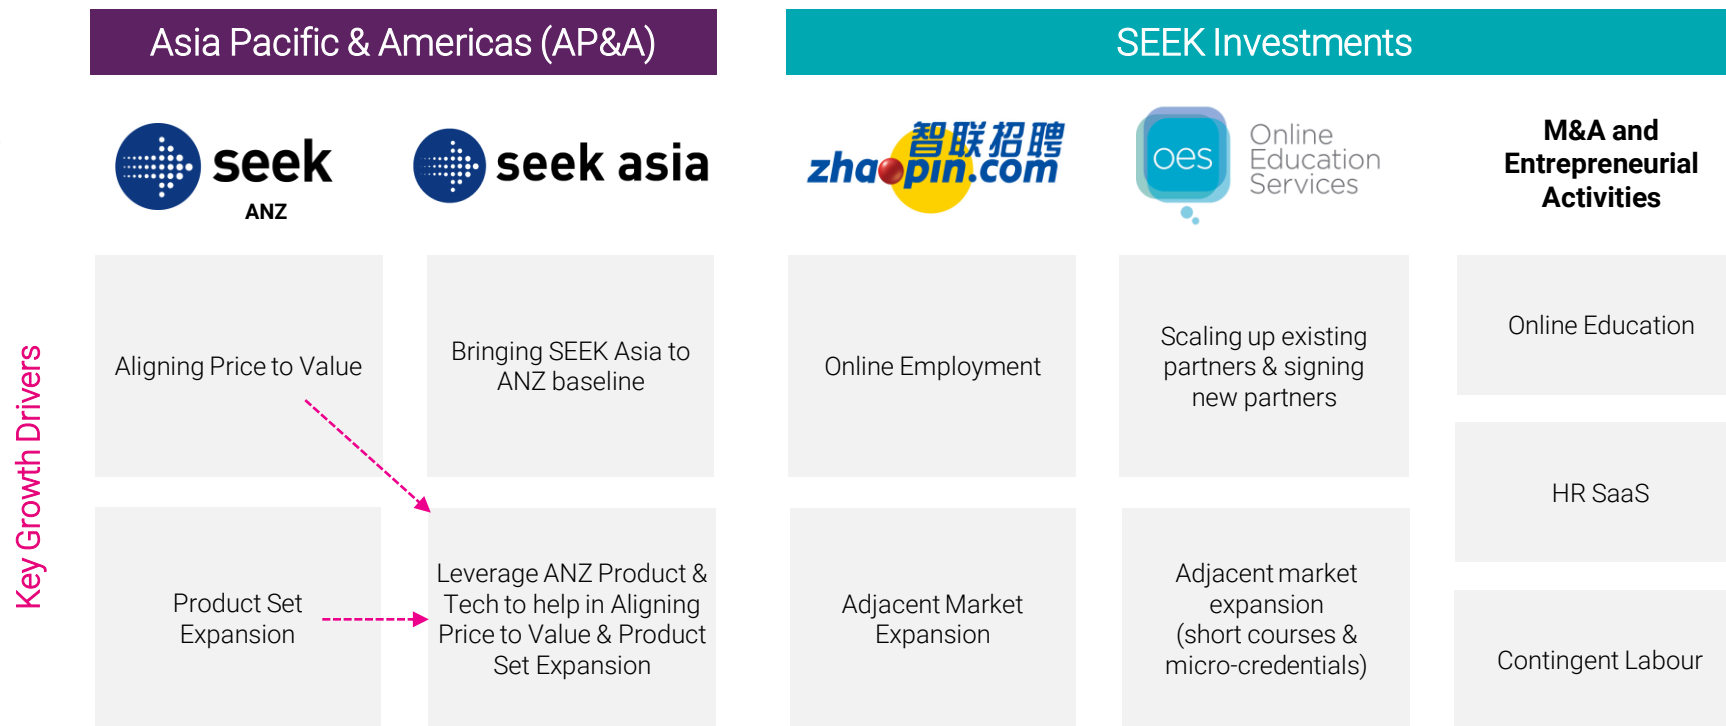 Asia Pacific & Americas (AP&A)
SEEK Investments
seek
ANZ
seek asia
智联招聘
zhaopin.com
oes
Online
Education
Services
M&A and
Entrepreneurial
Activities
Key Growth Drivers
Aligning Price to Value
Bringing SEEK Asia to
ANZ baseline
Online Employment
Scaling up existing
partners & signing
new partners
Online Education
HR SaaS
Product Set
Expansion
Leverage ANZ Product &
Tech to help in Aligning
Price to Value & Product
Set Expansion
Adjacent Market
Expansion
Adjacent market
expansion
(short courses &
micro-credentials)
Contingent Labour